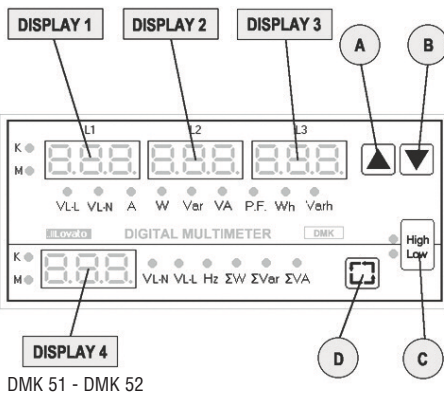 DISPLAY 1 DISPLAY 2 DISPLAY 3
A B
L1 L2 L3
K
M
VL-L VL-N A W Var VA P.F. Wh Varh
Lovato DIGITAL MULTIMETER DMK
High
Low
K
M
VL-N VL-L Hz ΣW ΣVar ΣVA
DISPLAY 4
D C
DMK 51 - DMK 52